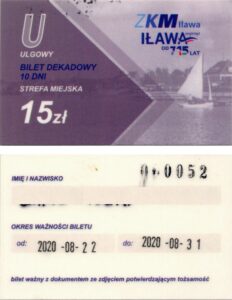 U
ULGOWY
ZKM Iława
IŁAWA
OD 715 LAT
BILET DEKADOWY
10 DNI
STREFA MIEJSKA
15zł
0052
IMIĘ I NAZWISKO
OKRES WAŻNOŚCI BILETU
od: 2020 -08- 22 do: 2020 -08- 31
bilet ważny z dokumentem ze zdjęciem potwierdzającym tożsamość